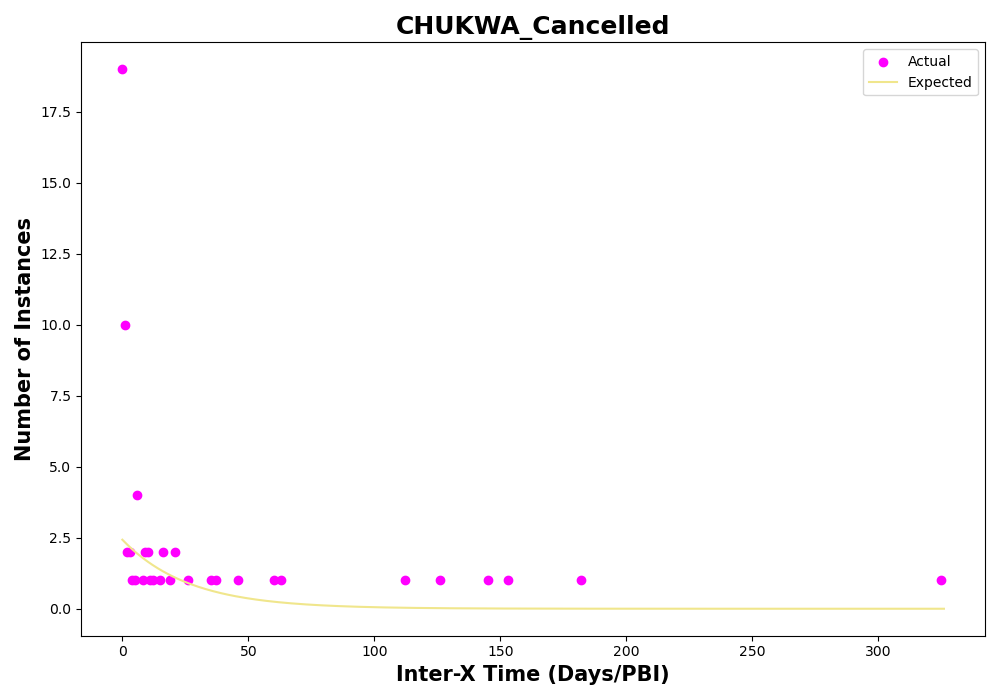 CHUKWA_Cancelled
Actual
Expected
Number of Instances
17.5
15.0
12.5
10.0
7.5
5.0
2.5
0.0
0 50 100 150 200 250 300
Inter-X Time (Days/PBI)